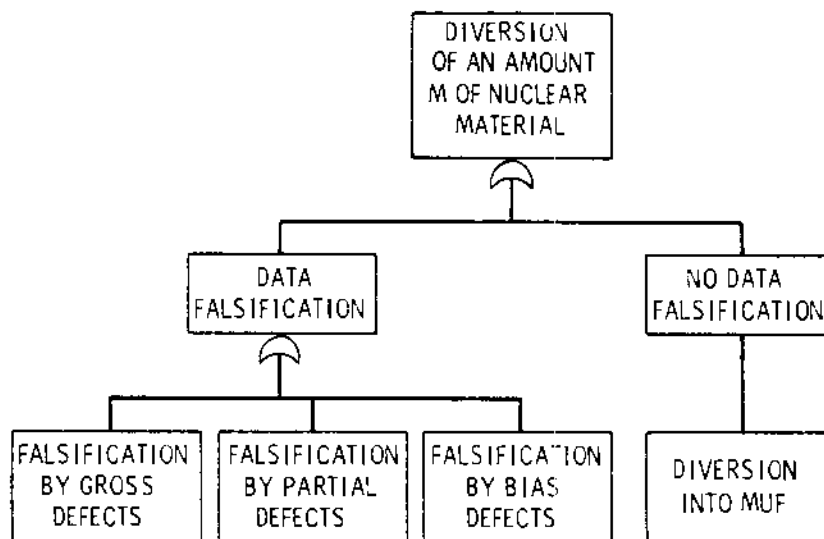 DIVERSION
OF AN AMOUNT
M OF NUCLEAR
MATERIAL
DATA
FALSIFICATION
NO DATA
FALSIFICATION
FALSIFICATION
BY GROSS
DEFECTS
FALSIFICATION
BY PARTIAL
DEFECTS
FALSIFICATION
BY BIAS
DEFECTS
DIVERSION
INTO MUF